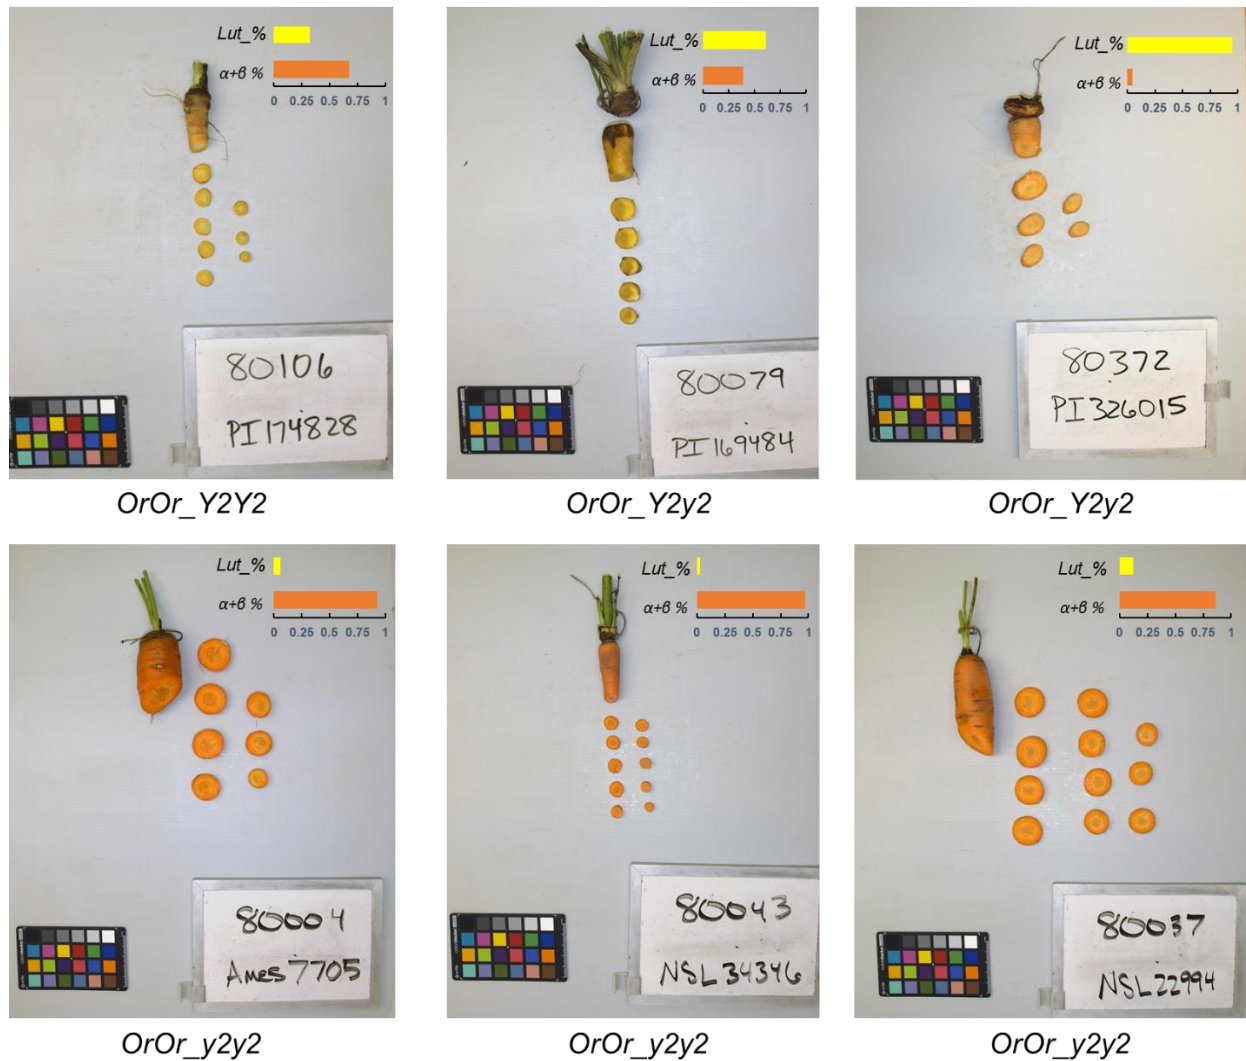 Lut_%
α+β %
0 0.25 0.5 0.75 1
80106
PI174828
OrOr_Y2Y2
Lut_%
α+β %
0 0.25 0.5 0.75 1
80079
PI169484
OrOr_Y2y2
Lut_%
α+β %
0 0.25 0.5 0.75 1
80372
PI326015
OrOr_Y2y2
Lut_%
α+β %
0 0.25 0.5 0.75 1
80004
Ames7705
OrOr_y2y2
Lut_%
α+β %
0 0.25 0.5 0.75 1
80043
NSL34346
OrOr_y2y2
Lut_%
α+β %
0 0.25 0.5 0.75 1
80037
NSL22994
OrOr_y2y2